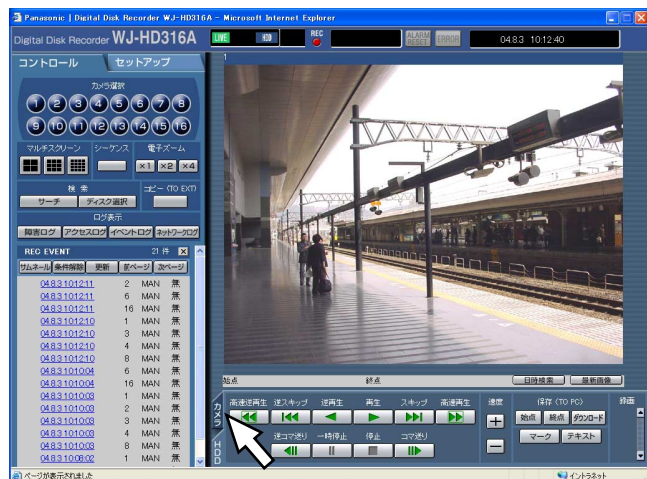 Panasonic | Digital Disk Recorder WJ-HD316A - Microsoft Internet Explorer
Digital Disk Recorder WJ-HD316A
LIVE HDD REC ALARM RESET ERROR 04.8.3 10:12:40
コントロール セットアップ
1
カメラ選択
1 2 3 4 5 6 7 8
9 10 11 12 13 14 15 16
マルチスクリーン シーケンス 電子ズーム
×1 ×2 ×4
検 索 コピー (TO EXT)
サーチ ディスク選択
ログ表示
障害ログ アクセスログ イベントログ ネットワークログ
REC EVENT 21 件 X
サムネール 条件解除 更新 前ページ 次ページ
04.8.3 10:12:11 2 MAN 無
04.8.3 10:12:11 6 MAN 無
04.8.3 10:12:11 16 MAN 無
04.8.3 10:12:10 1 MAN 無
04.8.3 10:12:10 3 MAN 無
04.8.3 10:12:10 4 MAN 無
04.8.3 10:12:10 8 MAN 無
04.8.3 10:10:04 6 MAN 無
04.8.3 10:10:04 16 MAN 無
04.8.3 10:10:03 1 MAN 無
04.8.3 10:10:03 2 MAN 無
04.8.3 10:10:03 3 MAN 無
04.8.3 10:10:03 4 MAN 無
04.8.3 10:10:03 8 MAN 無
04.8.3 10:08:02 1 MAN 無
始点 終点 日時検索 最新画像
カメラ
HDD
高速逆再生 逆スキップ 逆再生 再生 スキップ 高速再生 速度 保存 (TO PC) 録画
+ 始点 終点 ダウンロード
逆コマ送り 一時停止 停止 コマ送り
- マーク テキスト
ページが表示されました イントラネット